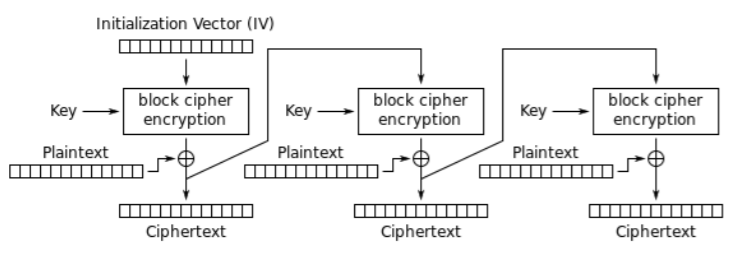 Initialization Vector (IV)
Key
block cipher
encryption
Plaintext
Ciphertext
Key
block cipher
encryption
Plaintext
Ciphertext
Key
block cipher
encryption
Plaintext
Ciphertext